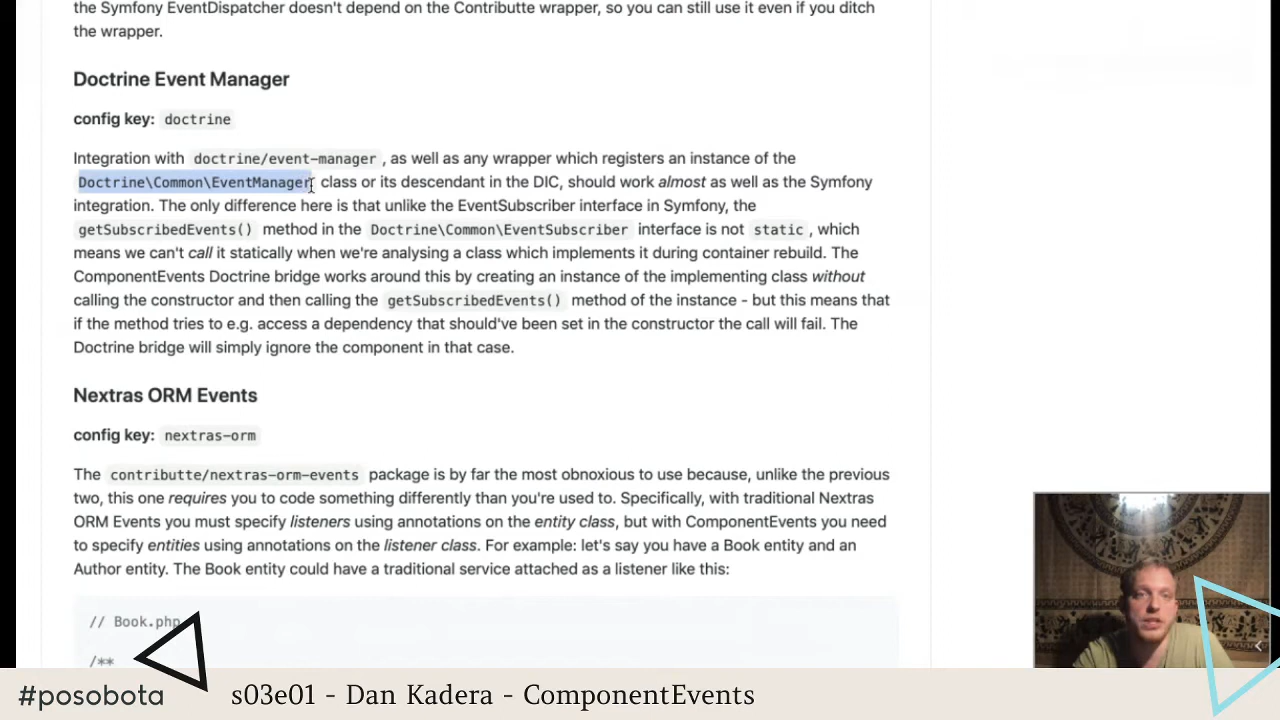 the Symfony EventDispatcher doesn't depend on the Contributte wrapper, so you can still use it even if you ditch
the wrapper.
Doctrine Event Manager
config key: doctrine
Integration with doctrine/event-manager , as well as any wrapper which registers an instance of the
Doctrine\Common\EventManager class or its descendant in the DIC, should work almost as well as the Symfony
integration. The only difference here is that unlike the EventSubscriber interface in Symfony, the
getSubscribedEvents() method in the Doctrine\Common\EventSubscriber interface is not static , which
means we can't call it statically when we're analysing a class which implements it during container rebuild. The
ComponentEvents Doctrine bridge works around this by creating an instance of the implementing class without
calling the constructor and then calling the getSubscribedEvents() method of the instance - but this means that
if the method tries to e.g. access a dependency that should've been set in the constructor the call will fail. The
Doctrine bridge will simply ignore the component in that case.
Nextras ORM Events
config key: nextras-orm
The contributte/nextras-orm-events package is by far the most obnoxious to use because, unlike the previous
two, this one requires you to code something differently than you're used to. Specifically, with traditional Nextras
ORM Events you must specify listeners using annotations on the entity class, but with ComponentEvents you need
to specify entities using annotations on the listener class. For example: let's say you have a Book entity and an
Author entity. The Book entity could have a traditional service attached as a listener like this:
// Book.php
/**
#posobota s03e01 - Dan Kadera - ComponentEvents